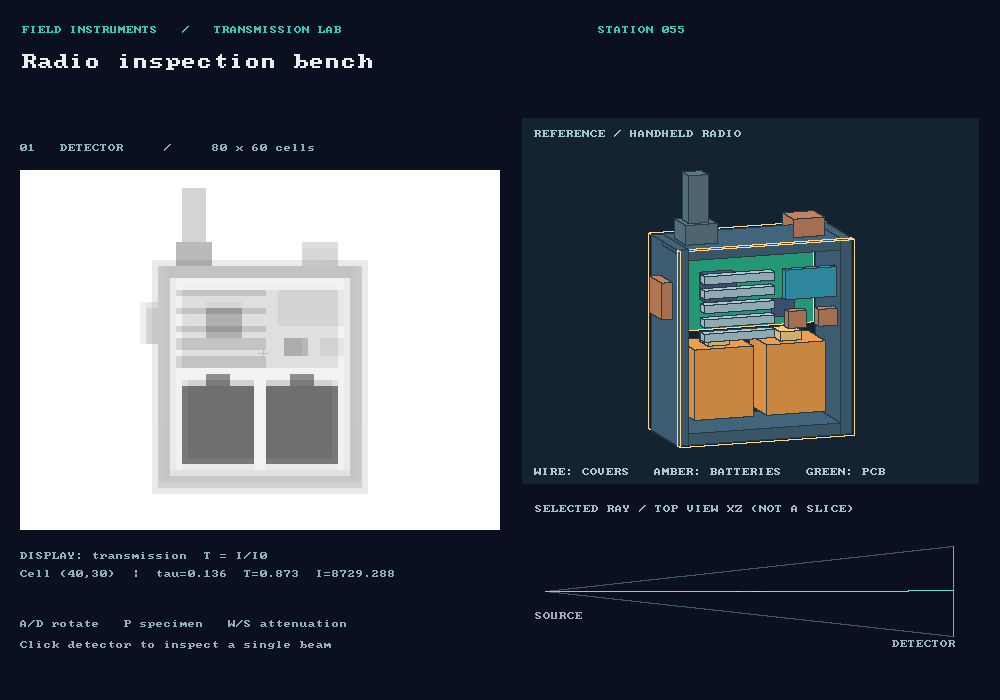 FIELD INSTRUMENTS / TRANSMISSION LAB
STATION 055
Radio inspection bench
01 DETECTOR / 80 x 60 cells
REFERENCE / HANDHELD RADIO
WIRE: COVERS AMBER: BATTERIES GREEN: PCB
SELECTED RAY / TOP VIEW XZ (NOT A SLICE)
SOURCE
DETECTOR
DISPLAY: transmission T = I/I0
Cell (40,30) ¦ tau=0.136 T=0.873 I=8729.288
A/D rotate P specimen W/S attenuation
Click detector to inspect a single beam